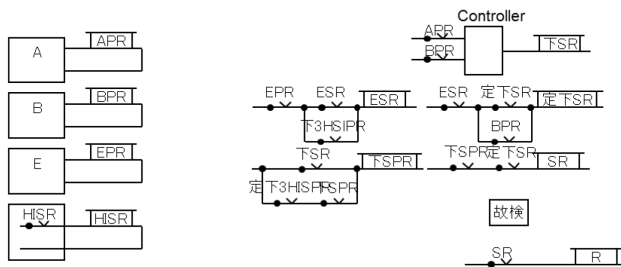 Controller
APR
APR
下SR
A
BPR
BPR
B
EPR
ESR
ESR
ESR
定下SR
定下SR
下3HSIPR
BPR
EPR
E
下SR
下SPR
下SPR
定下SR
SR
定下3HISPR
下SPR
HISR
HISR
故検
SR
R